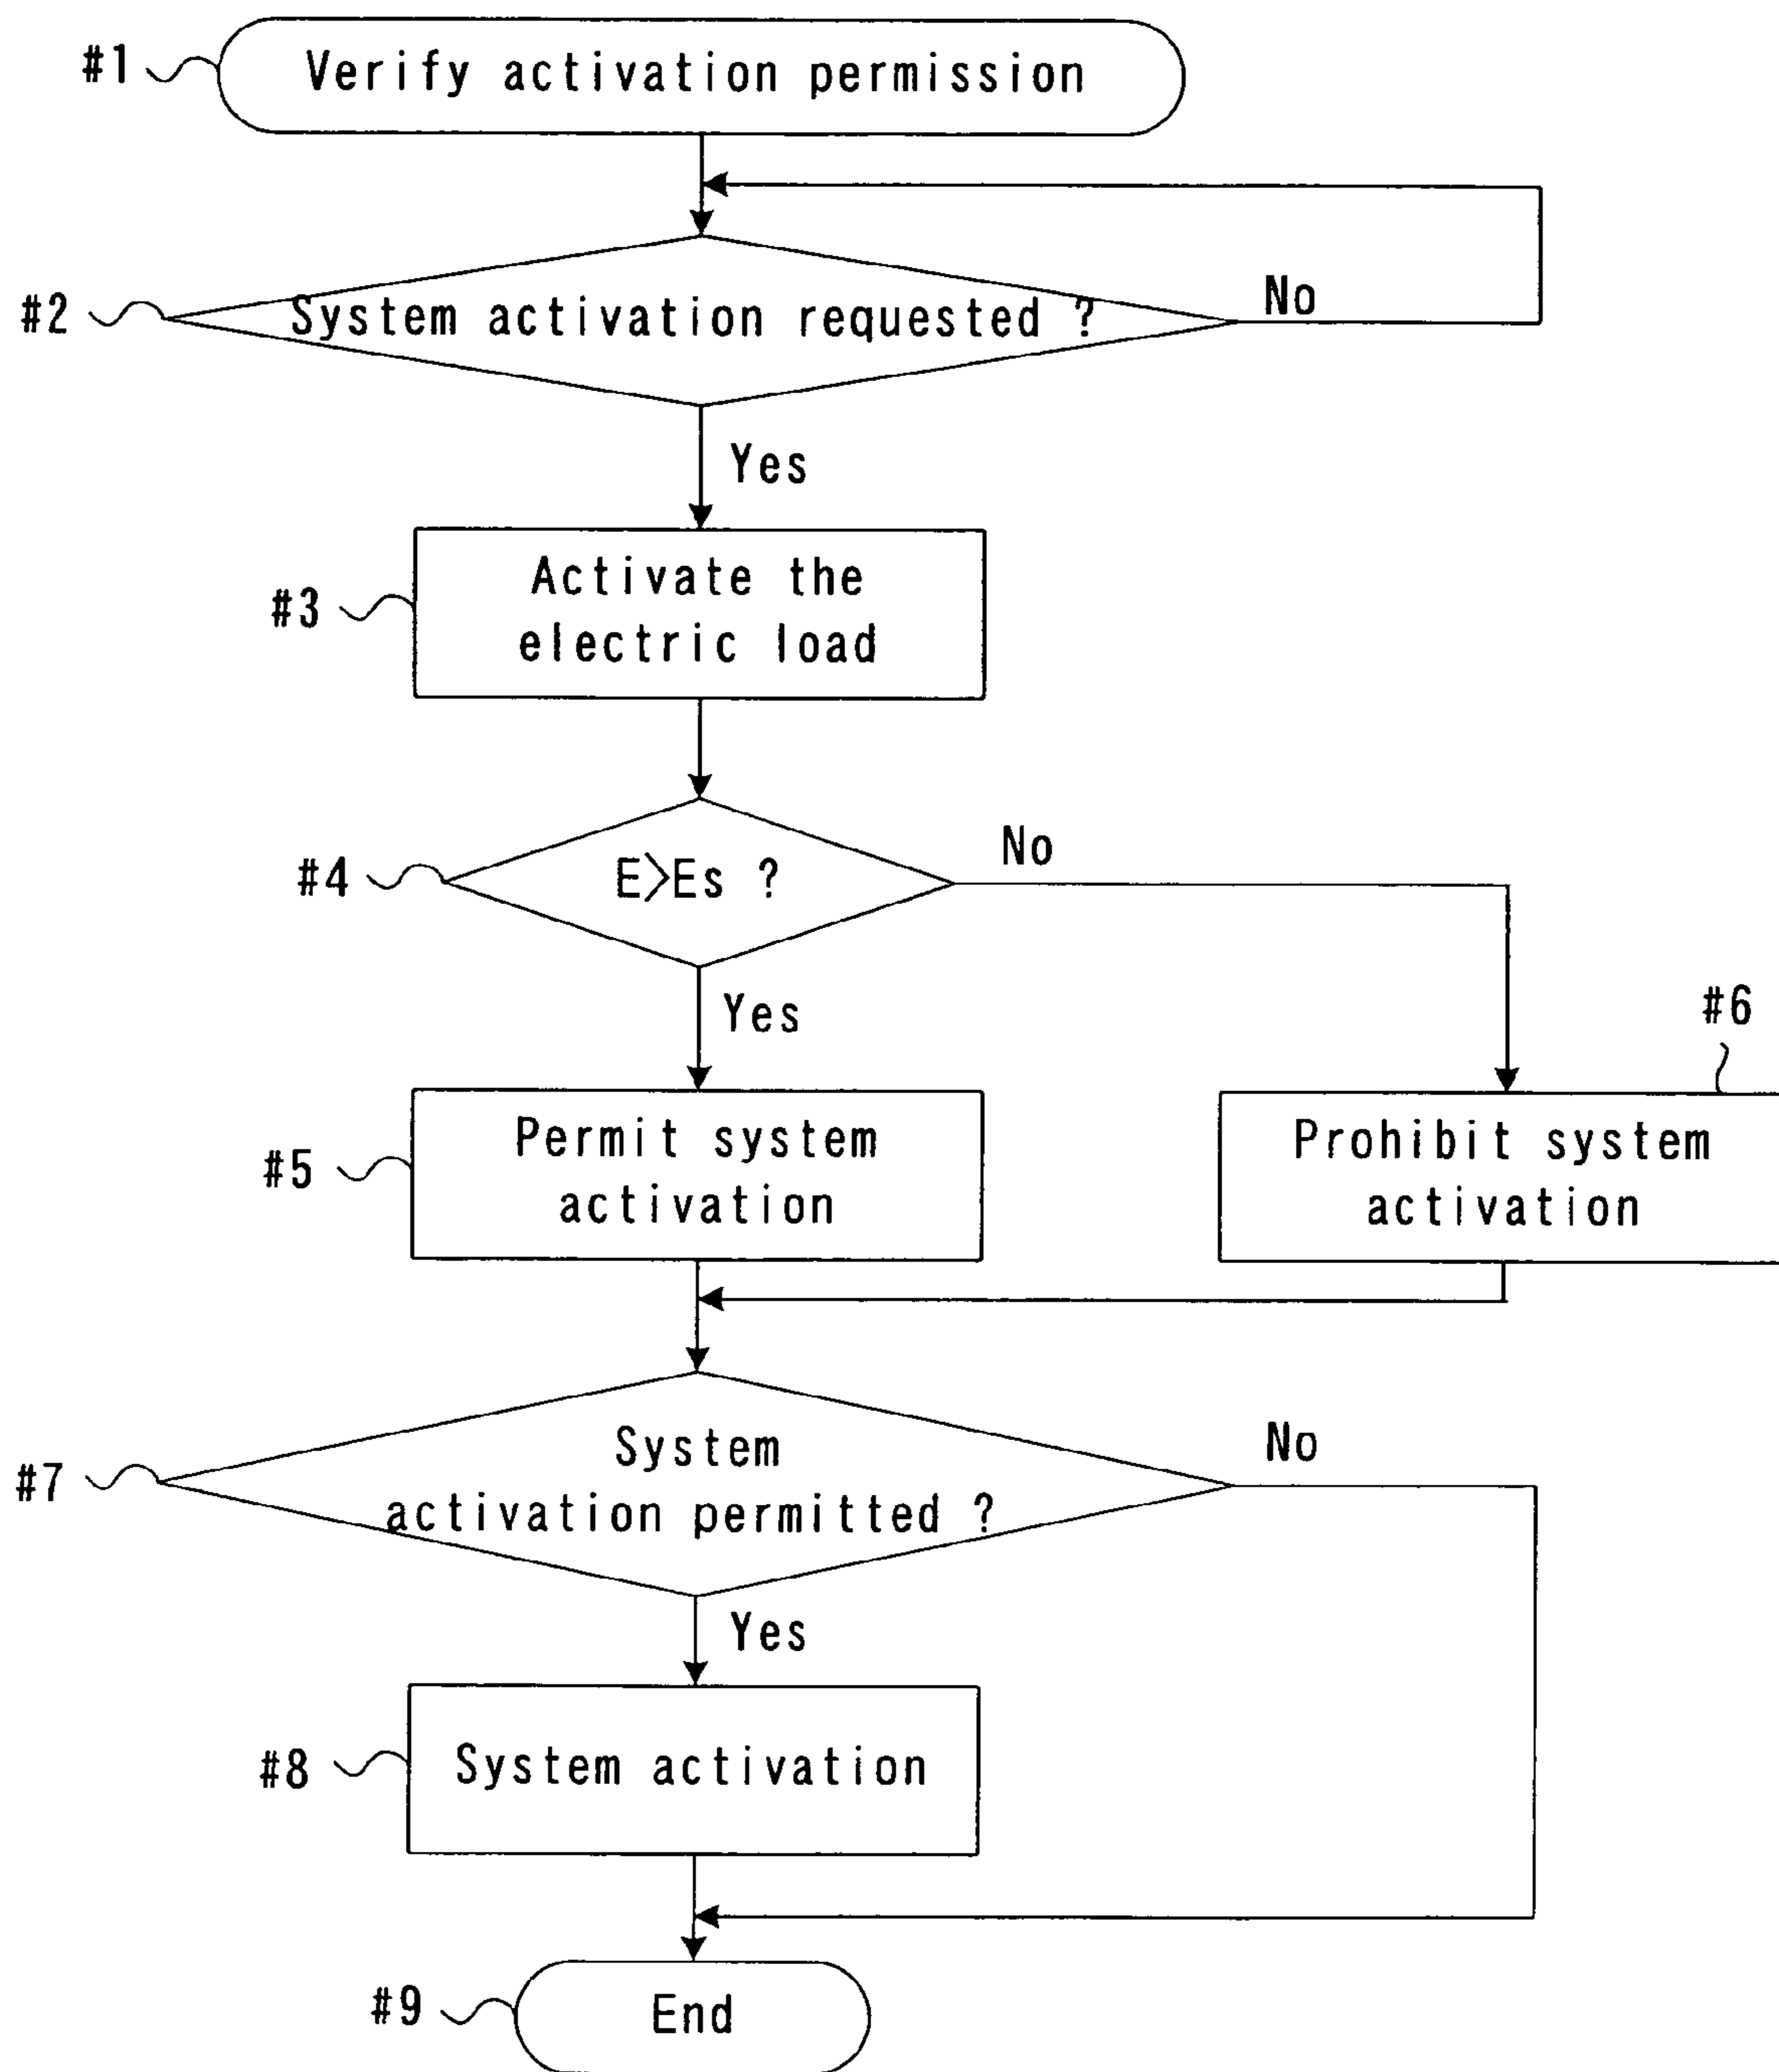 #1
Verify activation permission
#2
System activation requested ?
No
Yes
#3
Activate the
electric load
#4
E>Es ?
No
Yes
#6
#5
Permit system
activation
Prohibit system
activation
#7
System
activation permitted ?
No
Yes
#8
System activation
#9
End